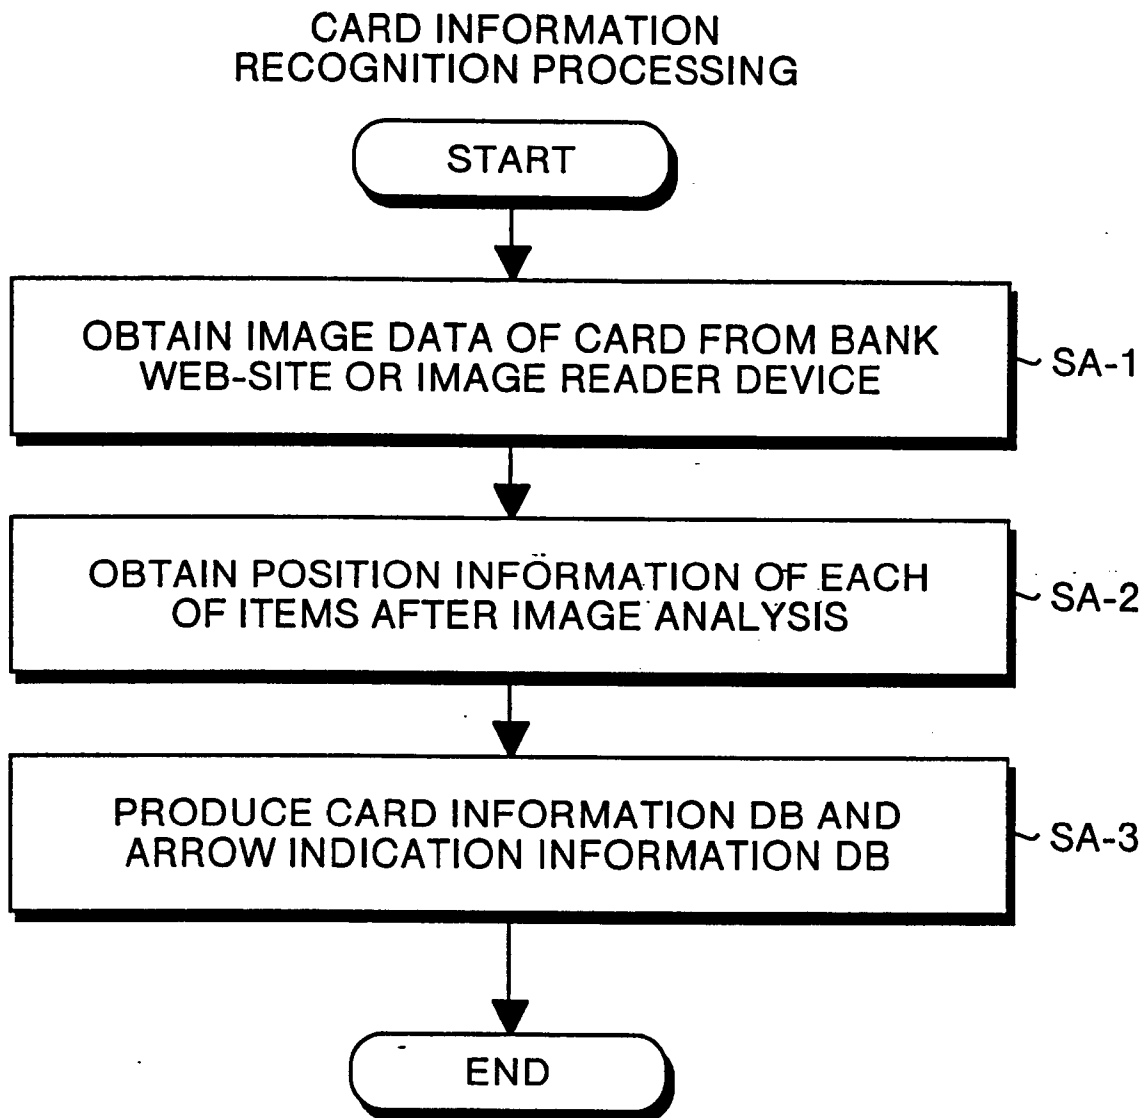 CARD INFORMATION
RECOGNITION PROCESSING
START
OBTAIN IMAGE DATA OF CARD FROM BANK
WEB-SITE OR IMAGE READER DEVICE
SA-1
OBTAIN POSITION INFORMATION OF EACH
OF ITEMS AFTER IMAGE ANALYSIS
SA-2
PRODUCE CARD INFORMATION DB AND
ARROW INDICATION INFORMATION DB
SA-3
END